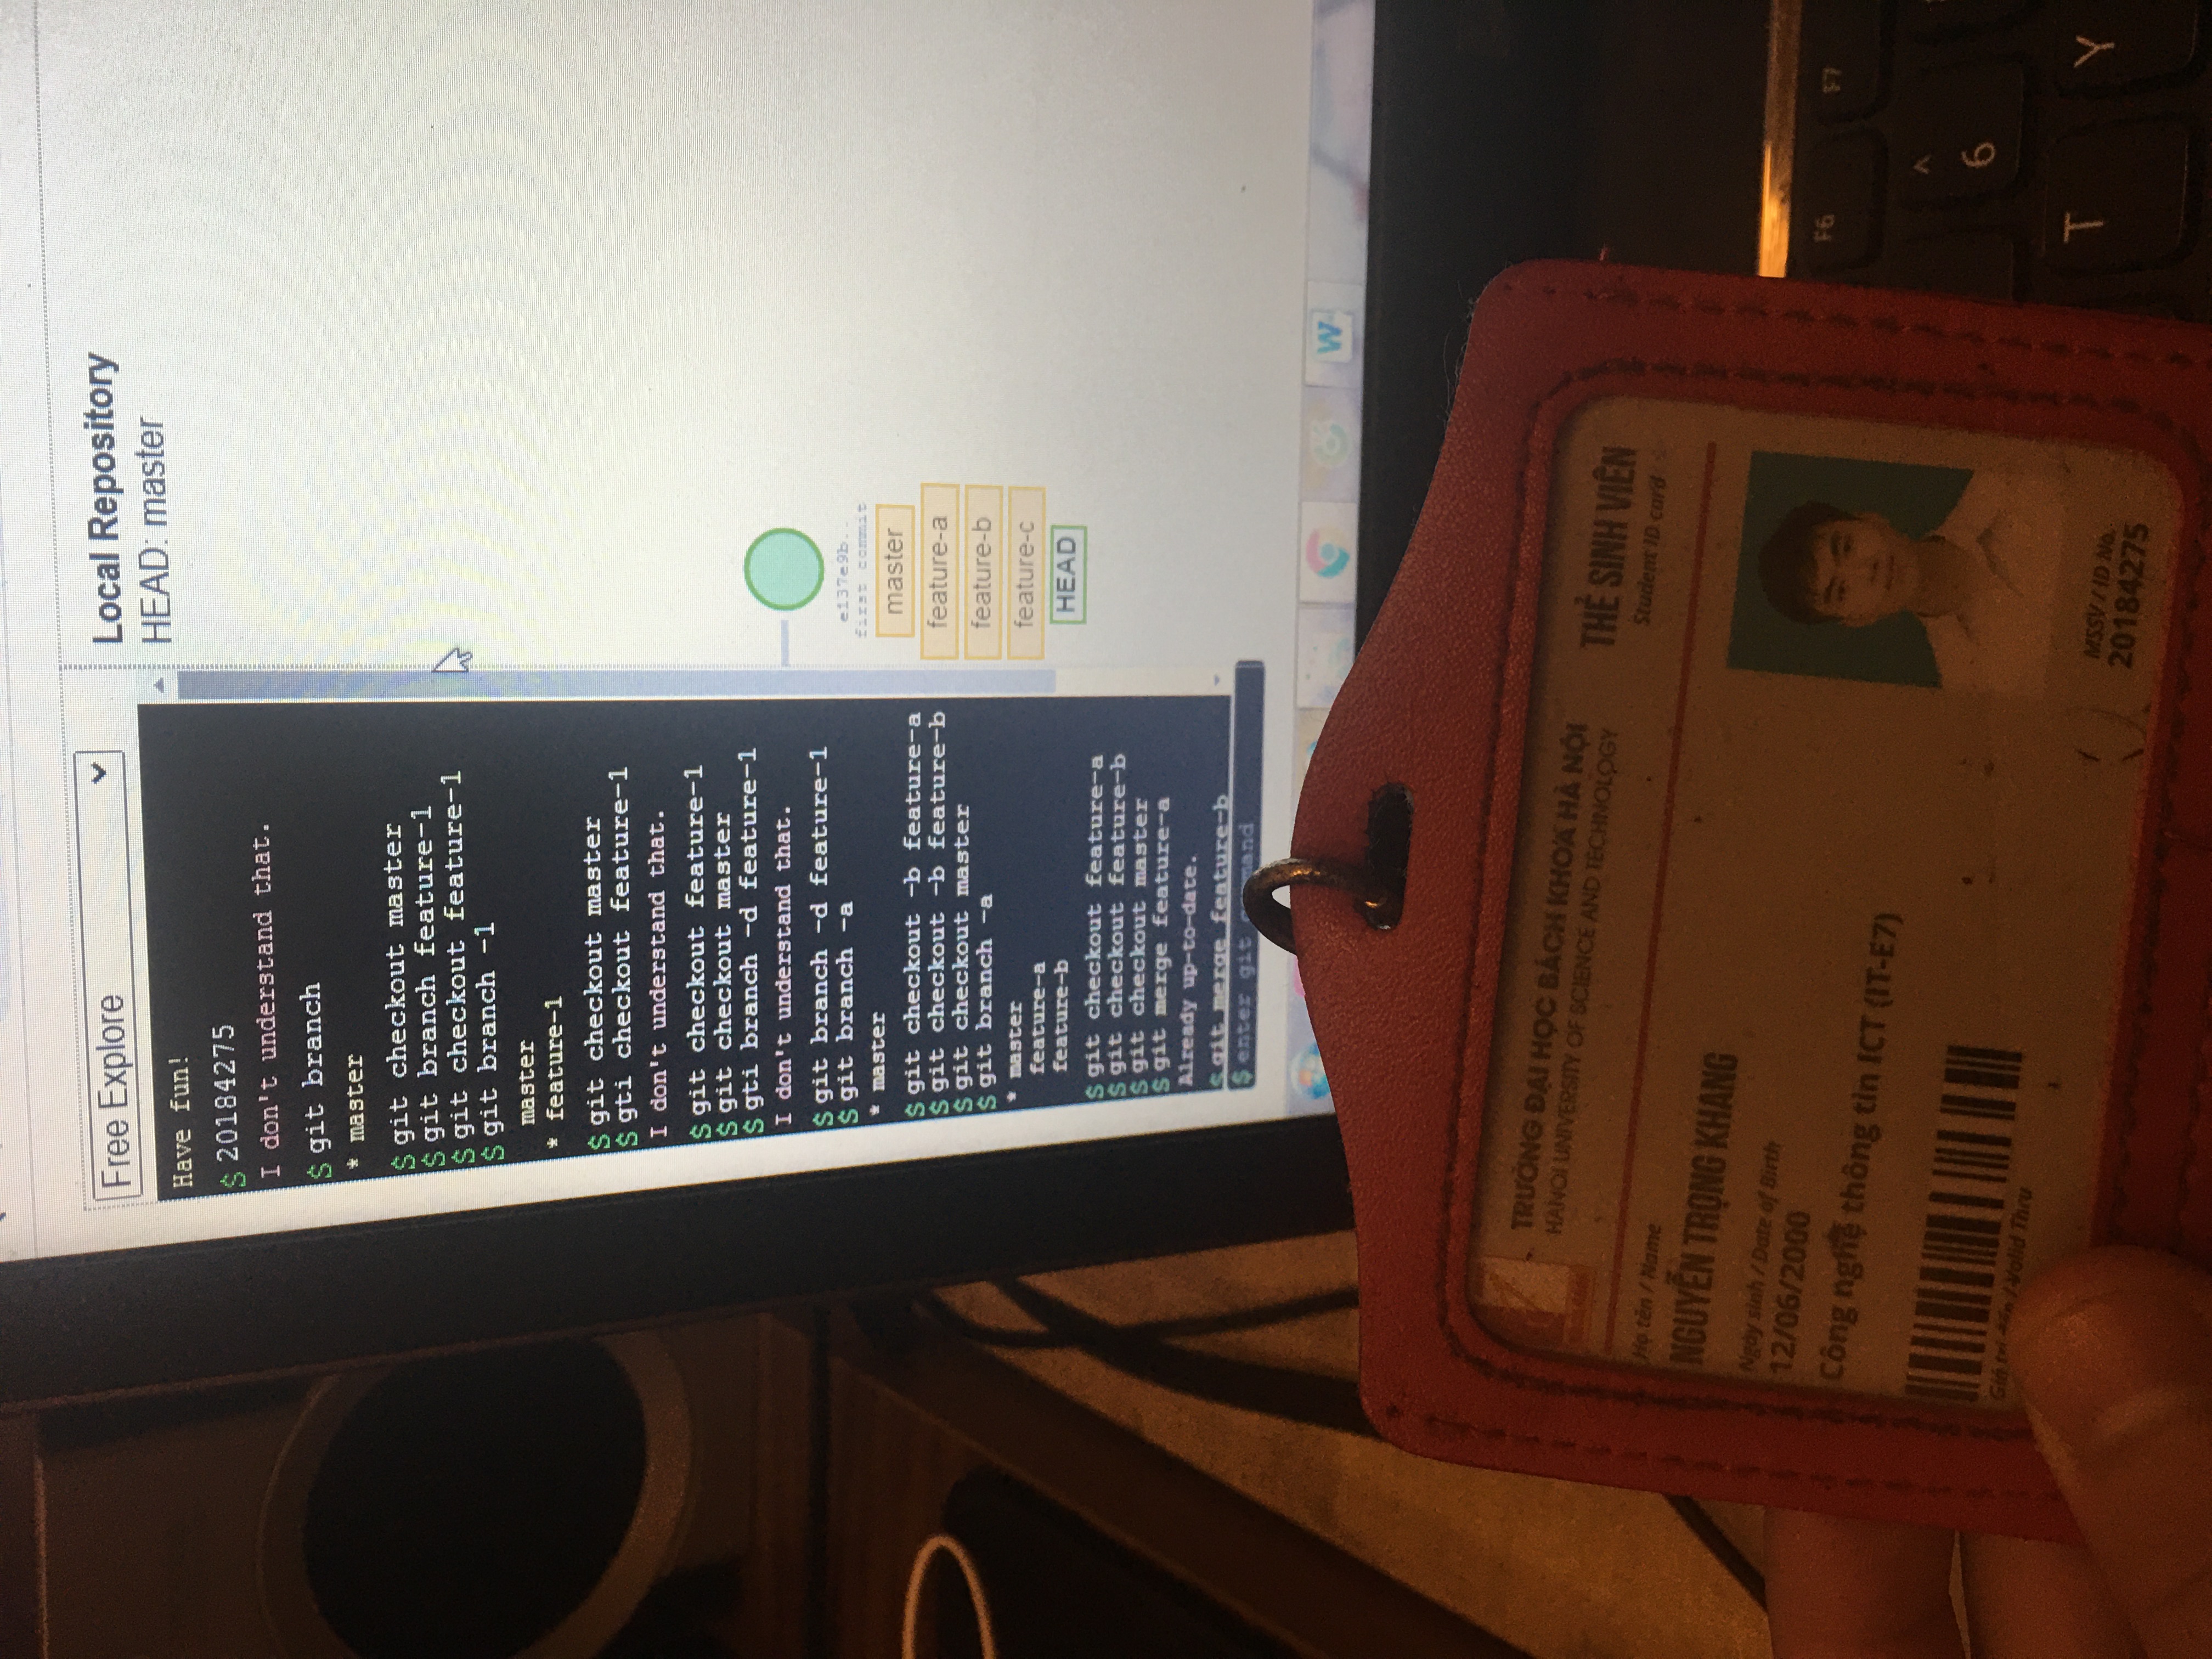 Free Explore
Have fun!
$ 20184275
I don't understand that.
$ git branch
* master
$ git checkout master
$ git branch feature-1
$ git checkout feature-1
$ git branch -l
master
* feature-1
$ git checkout master
$ gti checkout feature-1
I don't understand that.
$ git checkout feature-1
$ git checkout master
$ gti branch -d feature-1
I don't understand that.
$ git branch -d feature-1
$ git branch -a
* master
$ git checkout -b feature-a
$ git checkout -b feature-b
$ git checkout master
$ git branch -a
* master
feature-a
feature-b
$ git checkout feature-a
$ git checkout feature-b
$ git checkout master
$ git merge feature-a
Already up-to-date.
$ git merge feature-b
$ enter git
Local Repository
HEAD: master
e137e9b..
first commit
master
feature-a
feature-b
feature-c
HEAD
W
TRƯỜNG ĐẠI HỌC BÁCH KHOA HÀ NỘI
HANOI UNIVERSITY OF SCIENCE AND TECHNOLOGY
THẺ SINH VIÊN
Student ID card
Họ tên / Name
NGUYỄN TRỌNG KHANG
Ngày sinh / Date of Birth
12/06/2000
Công nghệ thông tin ICT (IT-E7)
Giá trị đến / Valid Thru
MSSV / ID No.
20184275
F6
F7
^
6
T
Y